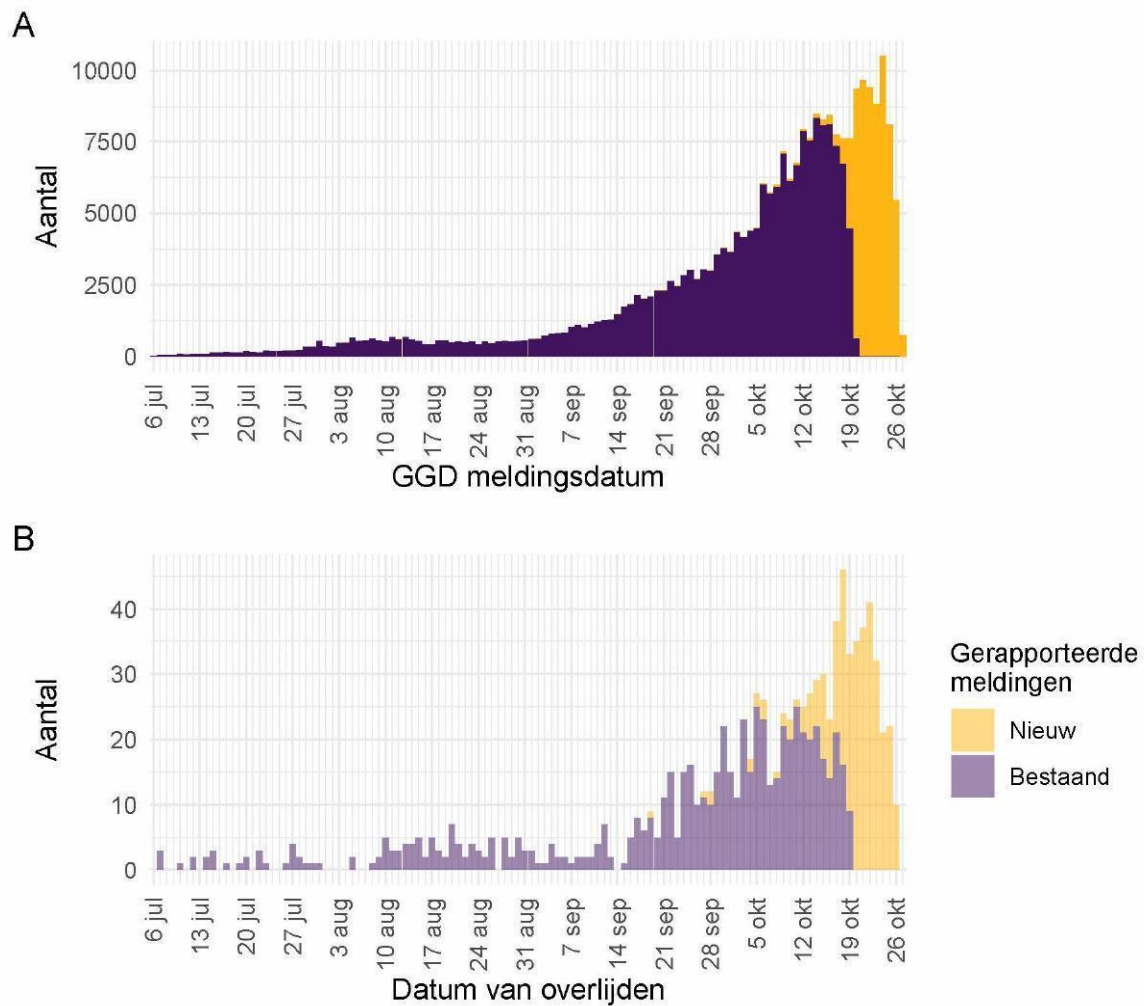 A
10000
7500
5000
2500
0
Aantal
6 jul
13 jul
20 jul
27 jul
3 aug
10 aug
17 aug
24 aug
31 aug
7 sep
14 sep
21 sep
28 sep
5 okt
12 okt
19 okt
26 okt
GGD meldingsdatum
B
40
30
20
10
0
Aantal
6 jul
13 jul
20 jul
27 jul
3 aug
10 aug
17 aug
24 aug
31 aug
7 sep
14 sep
21 sep
28 sep
5 okt
12 okt
19 okt
26 okt
Datum van overlijden
Gerapporteerde
meldingen
Nieuw
Bestaand